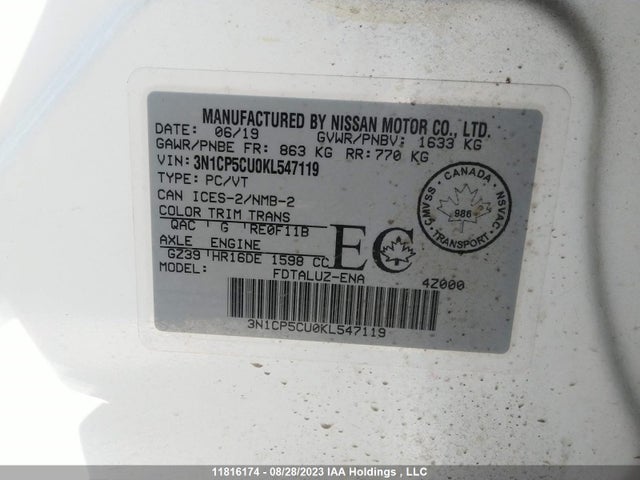 MANUFACTURED BY NISSAN MOTOR CO., LTD.
DATE: 06/19 GVWR/PNBV: 1633 KG
GAWR/PNBE FR: 863 KG RR: 770 KG
VIN: 3N1CP5CU0KL547119
TYPE: PC/VT
CAN ICES-2/NMB-2
COLOR TRIM TRANS
QAC G RE0F11B
AXLE ENGINE
GZ39 HR16DE 1598 CC
MODEL: FDTALUZ-ENA 4Z000
EC
CMVSS · CANADA · NSVAC
986
TRANSPORT
3N1CP5CU0KL547119
11816174 — 08/28/2023 IAA Holdings , LLC